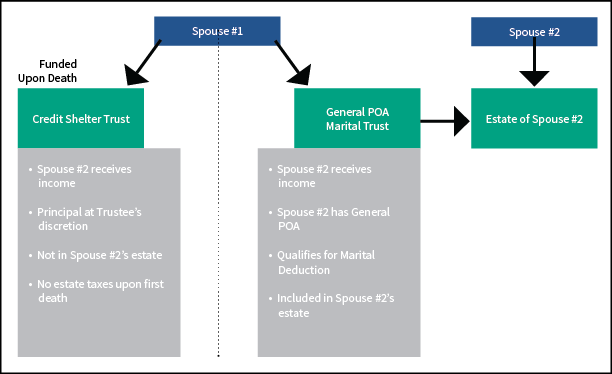 Spouse #1
Spouse #2
Funded
Upon Death
Credit Shelter Trust
General POA
Marital Trust
Estate of Spouse #2
• Spouse #2 receives
income
• Principal at Trustee's
discretion
• Not in Spouse #2's estate
• No estate taxes upon first
death
• Spouse #2 receives
income
• Spouse #2 has General
POA
• Qualifies for Marital
Deduction
• Included in Spouse #2's
estate